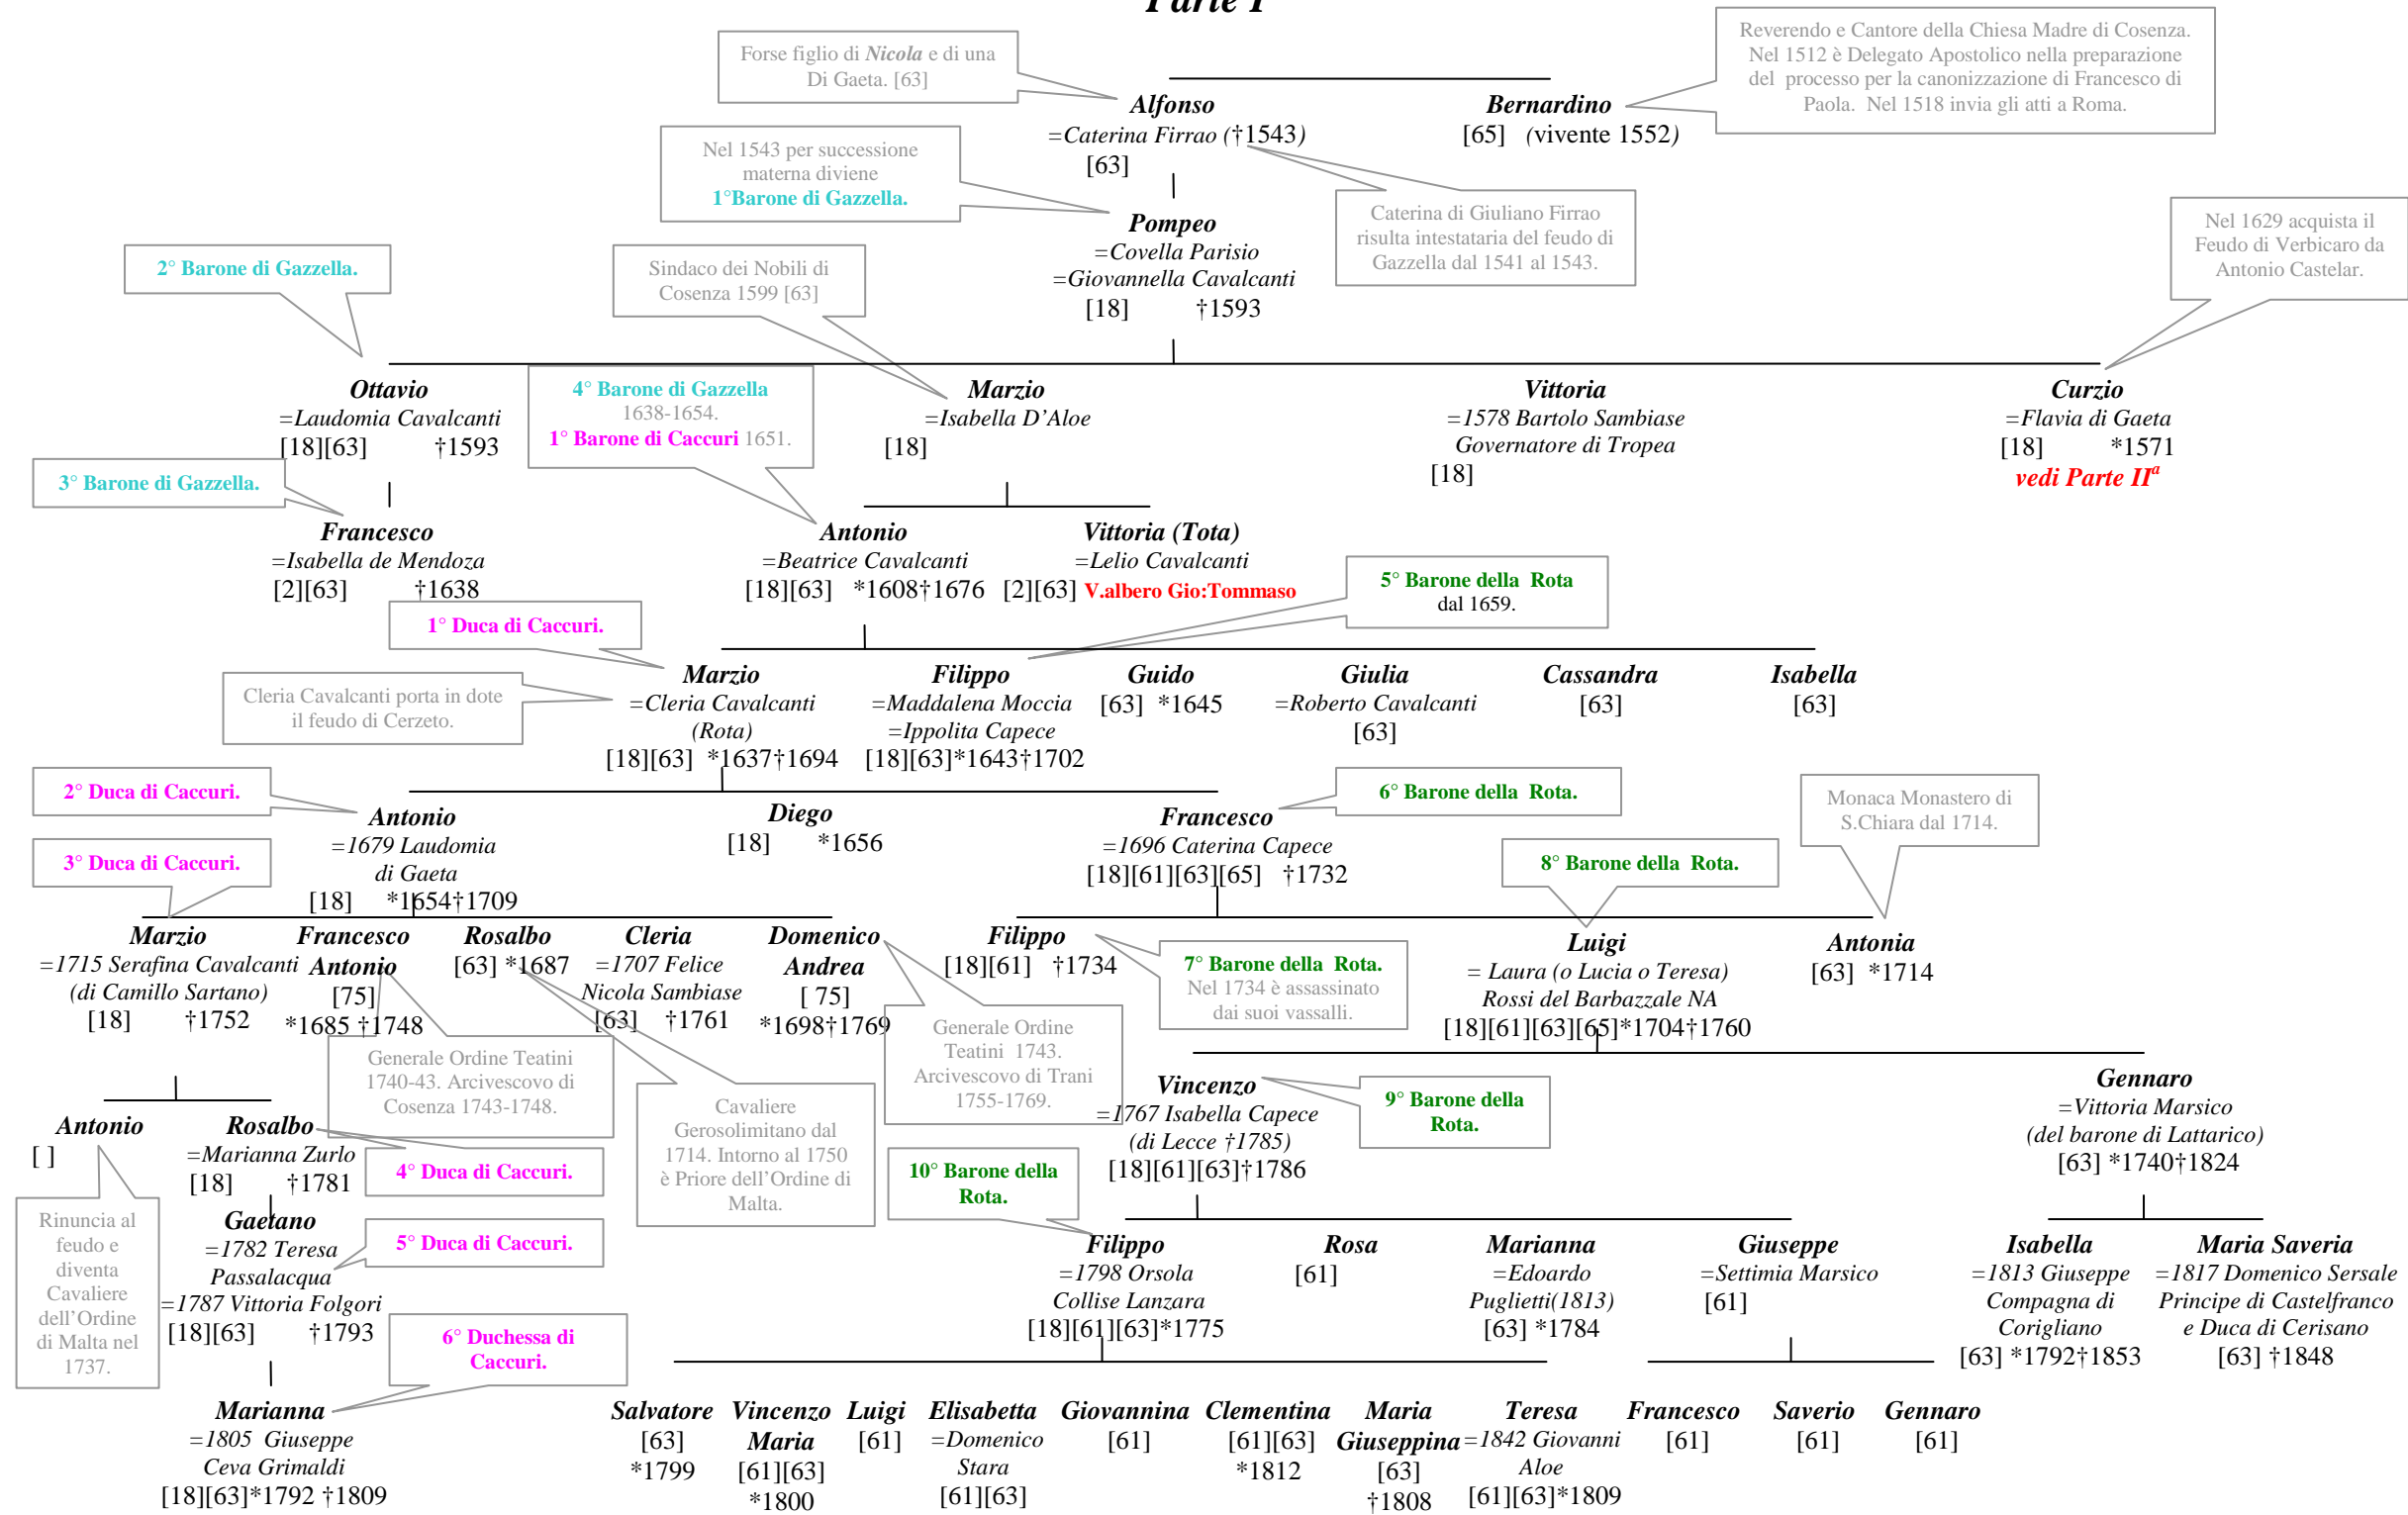 Parte I
Forse figlio di Nicola e di una
Di Gaeta. [63]
Reverendo e Cantore della Chiesa Madre di Cosenza.
Nel 1512 è Delegato Apostolico nella preparazione
del processo per la canonizzazione di Francesco di
Paola. Nel 1518 invia gli atti a Roma.
Alfonso
=Caterina Firrao (†1543)
[63]
Bernardino
[65] (vivente 1552)
Nel 1543 per successione
materna diviene
1°Barone di Gazzella.
Caterina di Giuliano Firrao
risulta intestataria del feudo di
Gazzella dal 1541 al 1543.
Pompeo
=Covella Parisio
=Giovannella Cavalcanti
[18] †1593
Nel 1629 acquista il
Feudo di Verbicaro da
Antonio Castelar.
2° Barone di Gazzella.
Sindaco dei Nobili di
Cosenza 1599 [63]
Ottavio
=Laudomia Cavalcanti
[18][63] †1593
4° Barone di Gazzella
1638-1654.
1° Barone di Caccuri 1651.
Marzio
=Isabella D’Aloe
[18]
Vittoria
=1578 Bartolo Sambiase
Governatore di Tropea
[18]
Curzio
=Flavia di Gaeta
[18] *1571
vedi Parte IIª
3° Barone di Gazzella.
Francesco
=Isabella de Mendoza
[2][63] †1638
Antonio
=Beatrice Cavalcanti
[18][63] *1608†1676
Vittoria (Tota)
=Lelio Cavalcanti
[2][63] V.albero Gio:Tommaso
5° Barone della Rota
dal 1659.
1° Duca di Caccuri.
Cleria Cavalcanti porta in dote
il feudo di Cerzeto.
Marzio
=Cleria Cavalcanti
(Rota)
[18][63] *1637†1694
Filippo
=Maddalena Moccia
=Ippolita Capece
[18][63]*1643†1702
Guido
[63] *1645
Giulia
=Roberto Cavalcanti
[63]
Cassandra
[63]
Isabella
[63]
2° Duca di Caccuri.
Antonio
=1679 Laudomia
di Gaeta
[18] *1654†1709
Diego
[18] *1656
Francesco
=1696 Caterina Capece
[18][61][63][65] †1732
6° Barone della Rota.
Monaca Monastero di
S.Chiara dal 1714.
3° Duca di Caccuri.
8° Barone della Rota.
Marzio
=1715 Serafina Cavalcanti
(di Camillo Sartano)
[18] †1752
Francesco
Antonio
[75]
*1685 †1748
Rosalbo
[63] *1687
Cleria
=1707 Felice
Nicola Sambiase
[63] †1761
Domenico
Andrea
[ 75]
*1698†1769
Filippo
[18][61] †1734
7° Barone della Rota.
Nel 1734 è assassinato
dai suoi vassalli.
Luigi
= Laura (o Lucia o Teresa)
Rossi del Barbazzale NA
[18][61][63][65]*1704†1760
Antonia
[63] *1714
Generale Ordine Teatini
1740-43. Arcivescovo di
Cosenza 1743-1748.
Cavaliere
Gerosolimitano dal
1714. Intorno al 1750
è Priore dell’Ordine di
Malta.
Generale Ordine
Teatini 1743.
Arcivescovo di Trani
1755-1769.
Antonio
[ ]
Rosalbo
=Marianna Zurlo
[18] †1781
4° Duca di Caccuri.
Vincenzo
=1767 Isabella Capece
(di Lecce †1785)
[18][61][63]†1786
9° Barone della
Rota.
Gennaro
=Vittoria Marsico
(del barone di Lattarico)
[63] *1740†1824
10° Barone della
Rota.
Rinuncia al
feudo e
diventa
Cavaliere
dell’Ordine
di Malta nel
1737.
Gaetano
=1782 Teresa
Passalacqua
=1787 Vittoria Folgori
[18][63] †1793
5° Duca di Caccuri.
Filippo
=1798 Orsola
Collise Lanzara
[18][61][63]*1775
Rosa
[61]
Marianna
=Edoardo
Puglietti(1813)
[63] *1784
Giuseppe
=Settimia Marsico
[61]
Isabella
=1813 Giuseppe
Compagna di
Corigliano
[63] *1792†1853
Maria Saveria
=1817 Domenico Sersale
Principe di Castelfranco
e Duca di Cerisano
[63] †1848
6° Duchessa di
Caccuri.
Marianna
=1805 Giuseppe
Ceva Grimaldi
[18][63]*1792 †1809
Salvatore
[63]
*1799
Vincenzo
Maria
[61][63]
*1800
Luigi
[61]
Elisabetta
=Domenico
Stara
[61][63]
Giovannina
[61]
Clementina
[61][63]
*1812
Maria
Giuseppina
[63]
†1808
Teresa
=1842 Giovanni
Aloe
[61][63]*1809
Francesco
[61]
Saverio
[61]
Gennaro
[61]